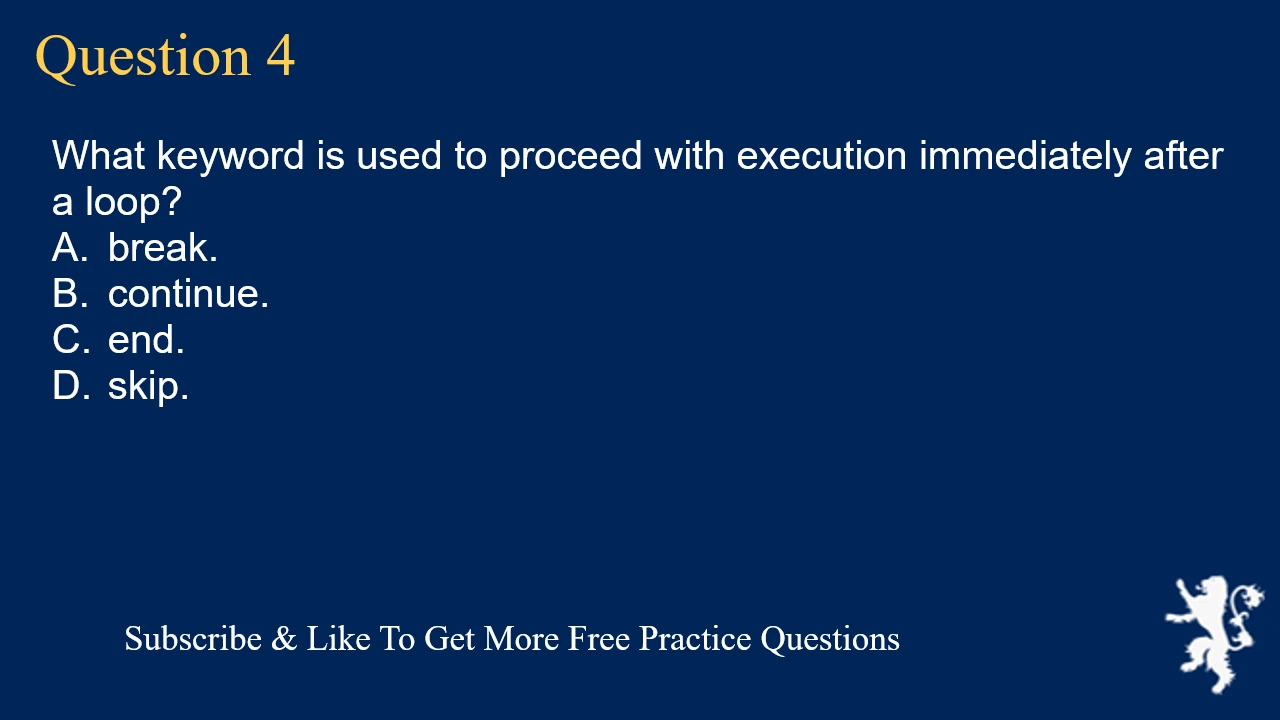 Question 4
What keyword is used to proceed with execution immediately after
a loop?
A. break.
B. continue.
C. end.
D. skip.
Subscribe & Like To Get More Free Practice Questions